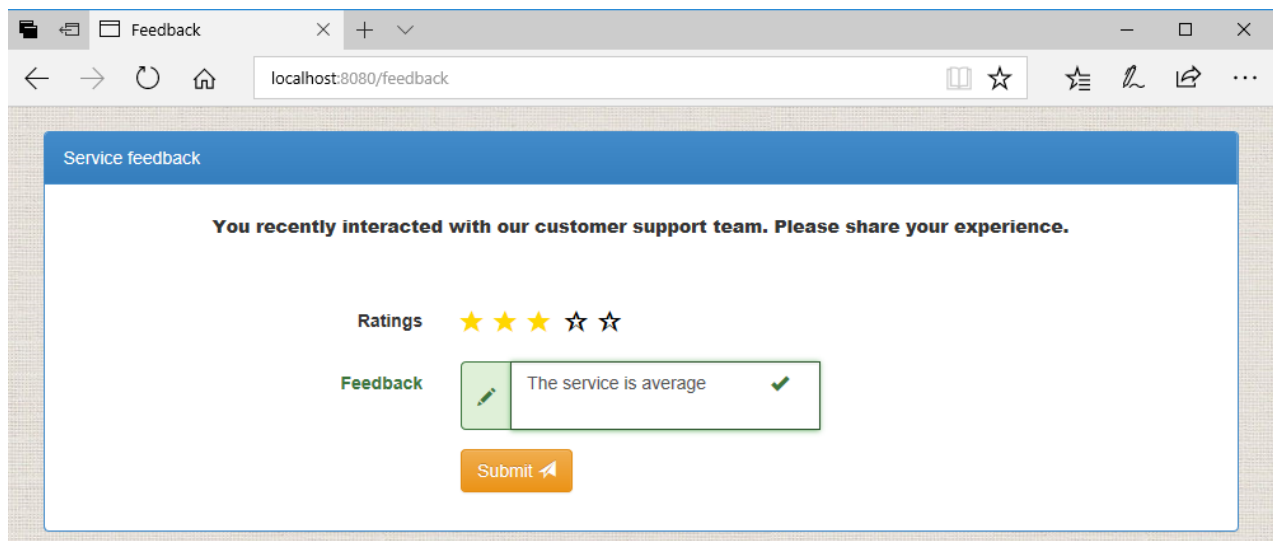 Feedback
localhost:8080/feedback
Service feedback
You recently interacted with our customer support team. Please share your experience.
Ratings
Feedback
The service is average
Submit